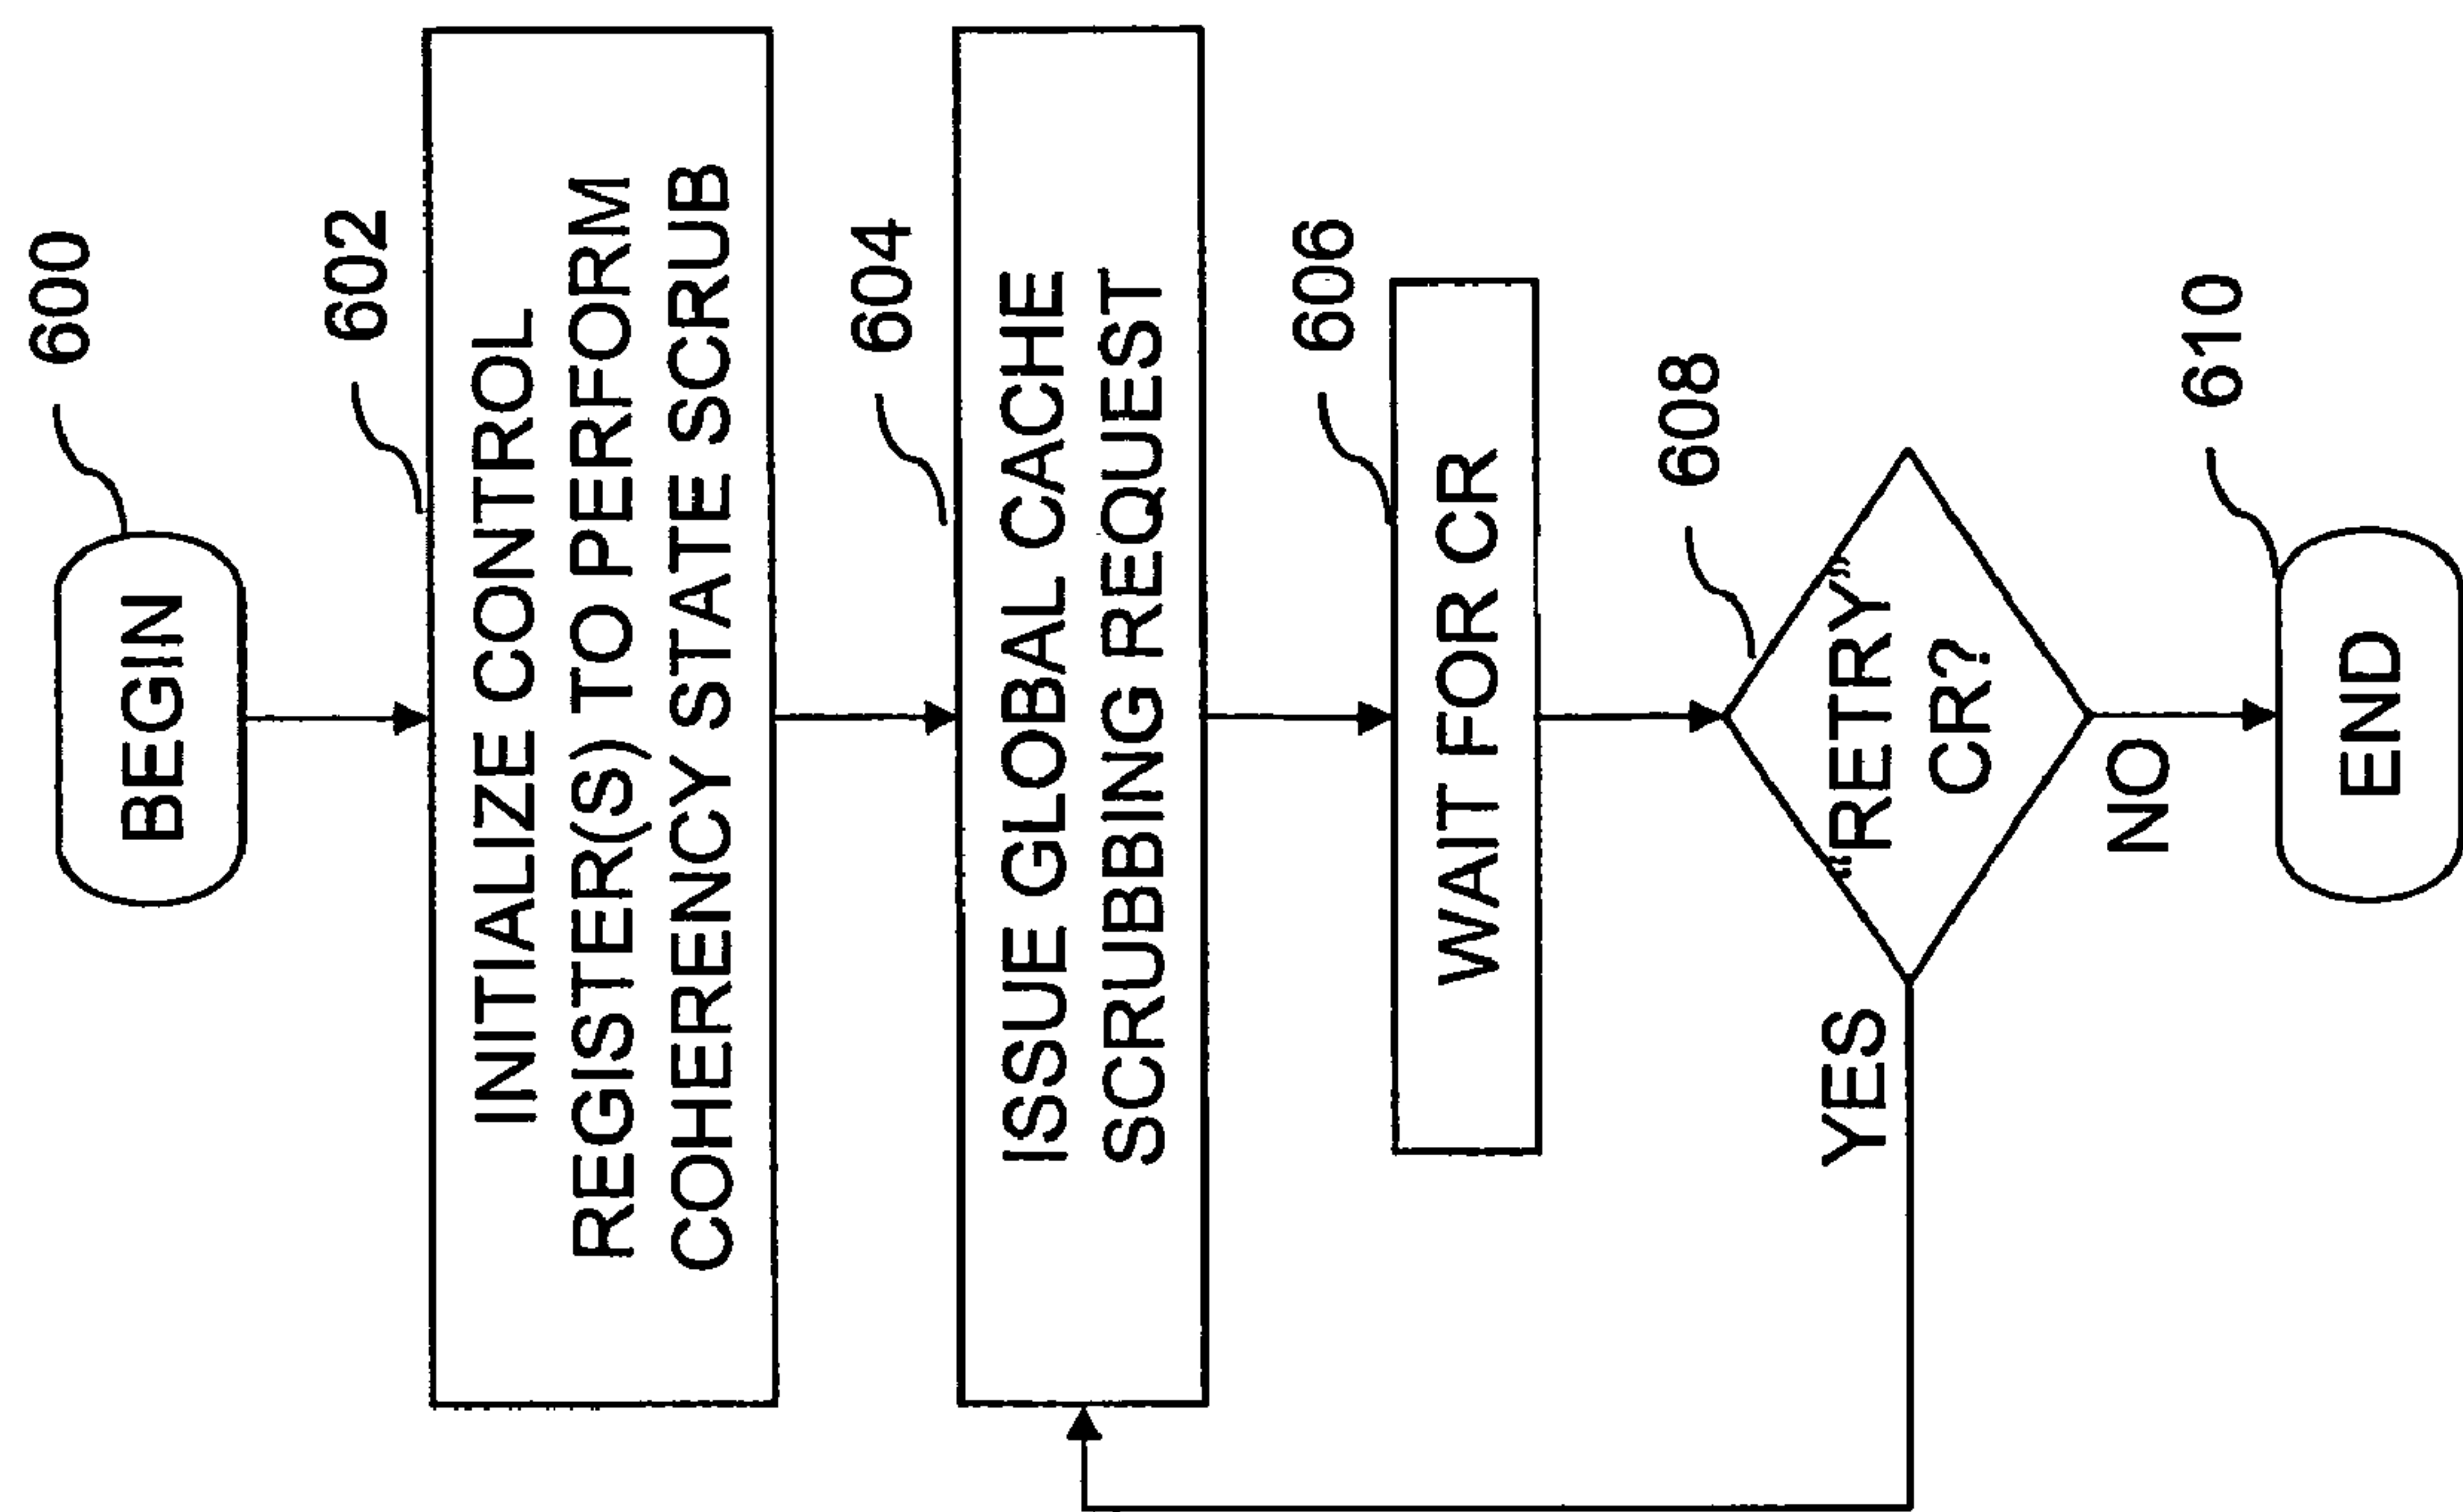 600
BEGIN
602
INITIALIZE CONTROL
REGISTER(S) TO PERFORM
COHERENCY STATE SCRUB
604
ISSUE GLOBAL CACHE
SCRUBBING REQUEST
606
WAIT FOR CR
608
“RETRY”
CR?
YES
NO
610
END